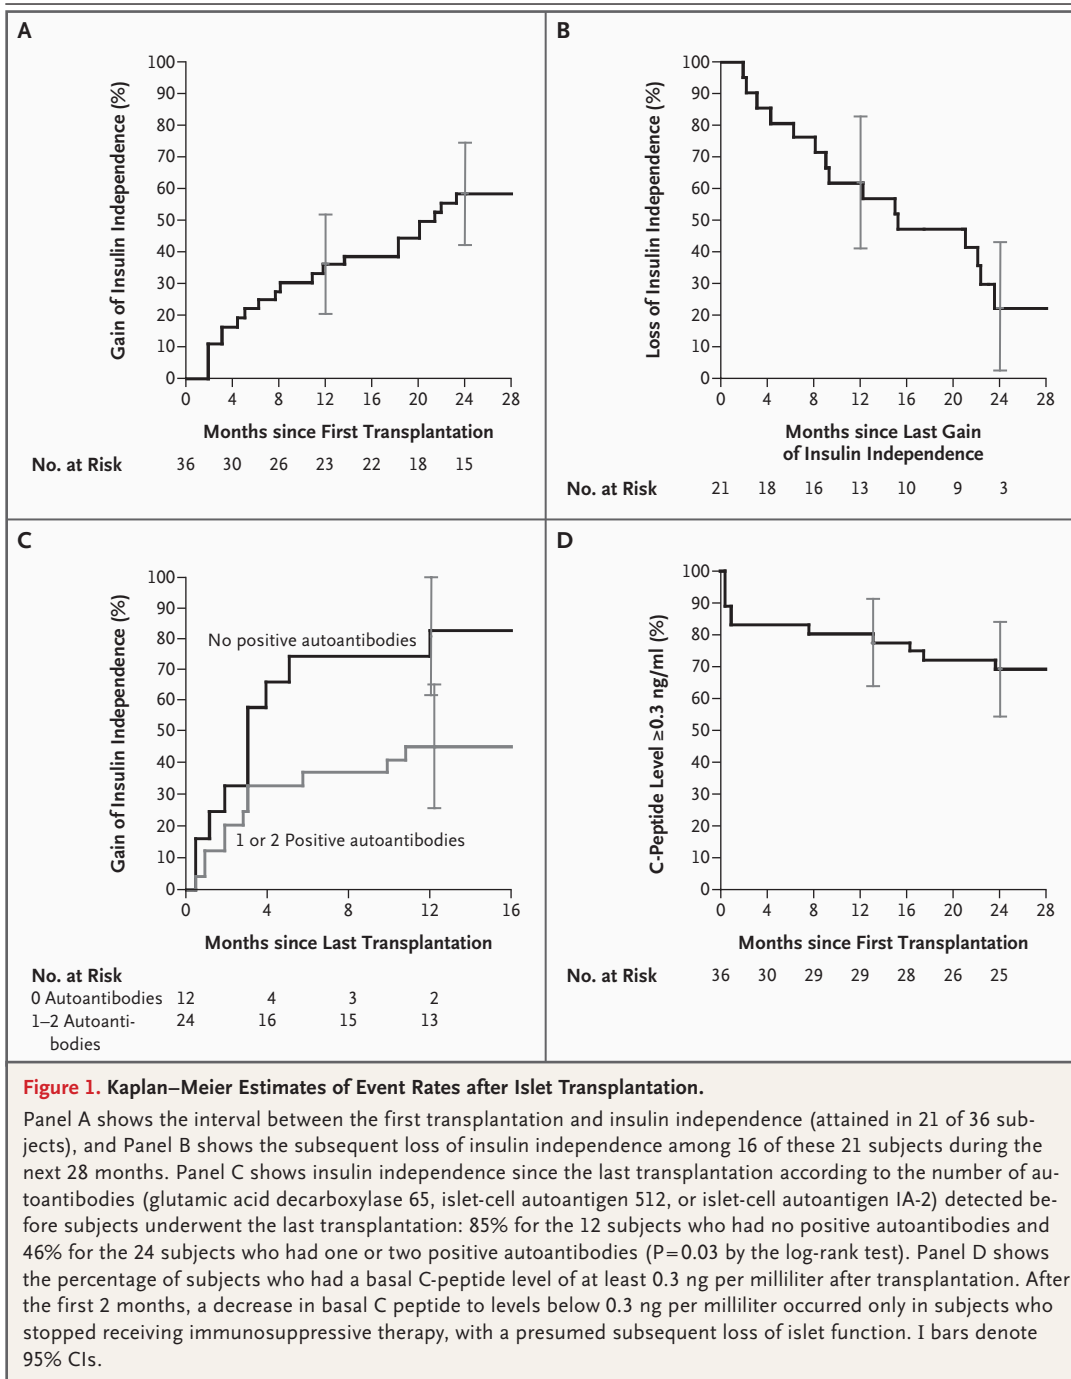 A
Gain of Insulin Independence (%)
100
90
80
70
60
50
40
30
20
10
0
0 4 8 12 16 20 24 28
Months since First Transplantation
No. at Risk 36 30 26 23 22 18 15
B
Loss of Insulin Independence (%)
100
90
80
70
60
50
40
30
20
10
0
0 4 8 12 16 20 24 28
Months since Last Gain
of Insulin Independence
No. at Risk 21 18 16 13 10 9 3
C
Gain of Insulin Independence (%)
100
90
80
70
60
50
40
30
20
10
0
No positive autoantibodies
1 or 2 Positive autoantibodies
0 4 8 12 16
Months since Last Transplantation
No. at Risk
0 Autoantibodies 12 4 3 2
1–2 Autoanti- 24 16 15 13
bodies
D
C-Peptide Level ≥0.3 ng/ml (%)
100
90
80
70
60
50
40
30
20
10
0
0 4 8 12 16 20 24 28
Months since First Transplantation
No. at Risk 36 30 29 29 28 26 25
Figure 1. Kaplan–Meier Estimates of Event Rates after Islet Transplantation.
Panel A shows the interval between the first transplantation and insulin independence (attained in 21 of 36 sub-
jects), and Panel B shows the subsequent loss of insulin independence among 16 of these 21 subjects during the
next 28 months. Panel C shows insulin independence since the last transplantation according to the number of au-
toantibodies (glutamic acid decarboxylase 65, islet-cell autoantigen 512, or islet-cell autoantigen IA-2) detected be-
fore subjects underwent the last transplantation: 85% for the 12 subjects who had no positive autoantibodies and
46% for the 24 subjects who had one or two positive autoantibodies (P=0.03 by the log-rank test). Panel D shows
the percentage of subjects who had a basal C-peptide level of at least 0.3 ng per milliliter after transplantation. After
the first 2 months, a decrease in basal C peptide to levels below 0.3 ng per milliliter occurred only in subjects who
stopped receiving immunosuppressive therapy, with a presumed subsequent loss of islet function. I bars denote
95% CIs.